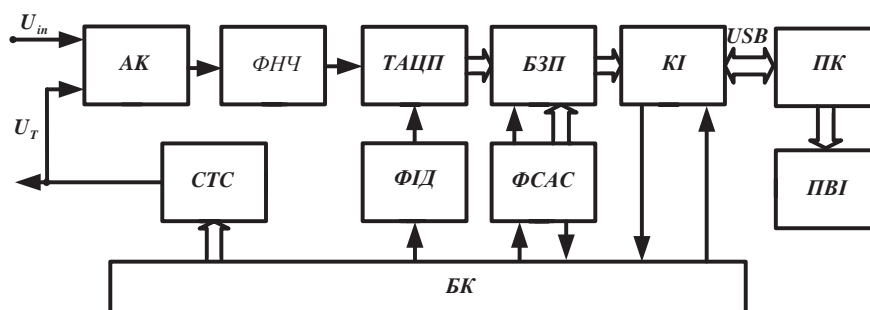 U_in
USB
АК
ФНЧ
ТАЦП
БЗП
КІ
ПК
U_T
СТС
ФІД
ФСАС
ПВІ
БК